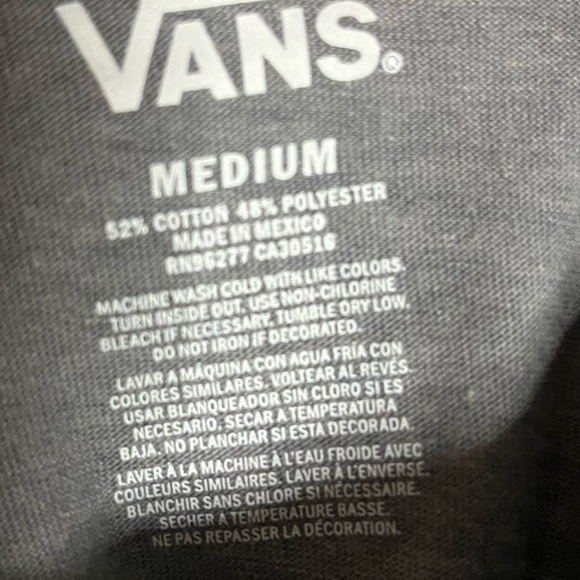 VANS®
MEDIUM
52% COTTON 48% POLYESTER
MADE IN MEXICO
RN96277 CA30516
MACHINE WASH COLD WITH LIKE COLORS.
TURN INSIDE OUT. USE NON-CHLORINE
BLEACH IF NECESSARY. TUMBLE DRY LOW.
DO NOT IRON IF DECORATED.
LAVAR A MÁQUINA CON AGUA FRÍA CON
COLORES SIMILARES. VOLTEAR AL REVÉS.
USAR BLANQUEADOR SIN CLORO SI ES
NECESARIO. SECAR A TEMPERATURA
BAJA. NO PLANCHAR SI ESTA DECORADA.
LAVER À LA MACHINE À L'EAU FROIDE AVEC
COULEURS SIMILAIRES. LAVER À L'ENVERSE.
BLANCHIR SANS CHLORE SI NÉCESSAIRE.
SECHER A TEMPERATURE BASSE.
NE PAS REPASSER LA DÉCORATION.